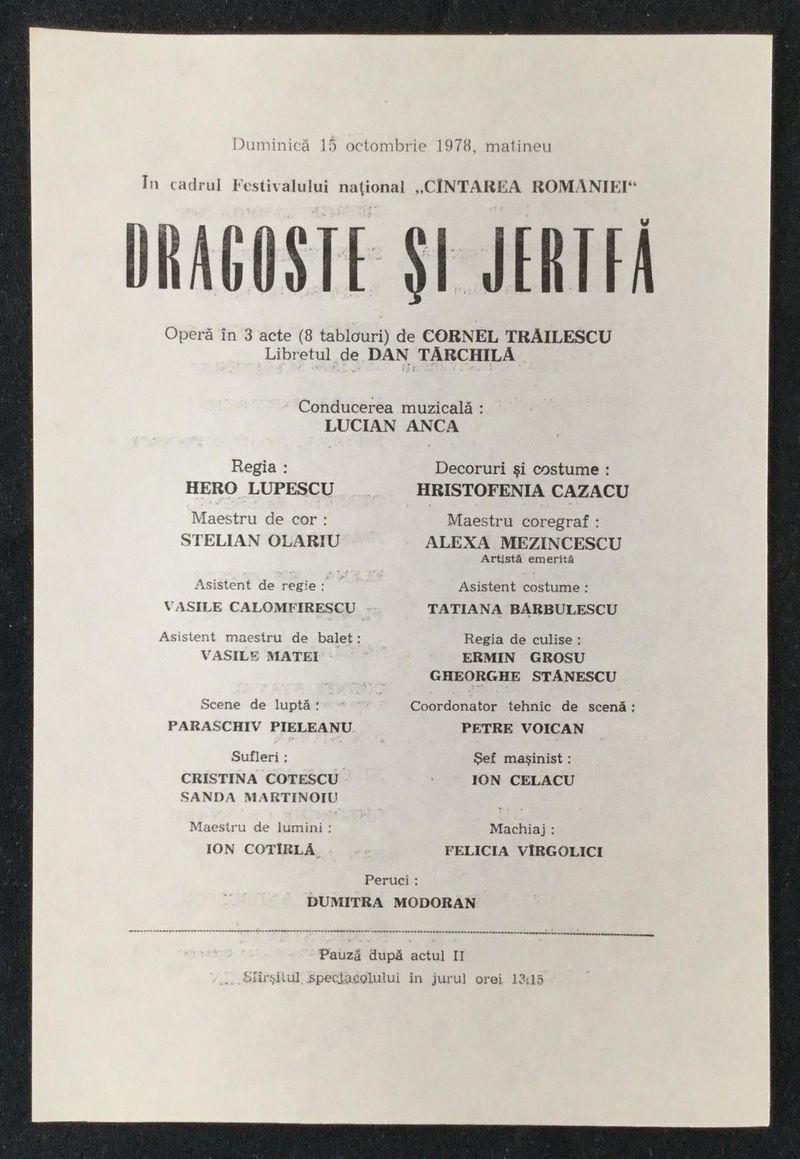 Duminică 15 octombrie 1978, matineu
In cadrul Festivalului național „CÎNTAREA ROMÂNIEI“
DRAGOSTE ȘI JERTFĂ
Operă în 3 acte (8 tablouri) de CORNEL TRĂILESCU
Libretul de DAN TĂRCHILĂ
Conducerea muzicală :
LUCIAN ANCA
Regia :
HERO LUPESCU
Decoruri și costume :
HRISTOFENIA CAZACU
Maestru de cor :
STELIAN OLARIU
Maestru coregraf :
ALEXA MEZINCESCU
Artistă emerită
Asistent de regie :
VASILE CALOMFIRESCU
Asistent costume :
TATIANA BĂRBULESCU
Asistent maestru de balet :
VASILE MATEI
Regia de culise :
ERMIN GROSU
GHEORGHE STĂNESCU
Scene de luptă :
PARASCHIV PIELEANU
Coordonator tehnic de scenă :
PETRE VOICAN
Sufleri :
CRISTINA COTESCU
SANDA MARTINOIU
Șef mașinist :
ION CELACU
Maestru de lumini :
ION COTÎRLĂ
Machiaj :
FELICIA VÎRGOLICI
Peruci :
DUMITRA MODORAN
Pauză după actul II
Sfîrșitul spectacolului în jurul orei 13,15